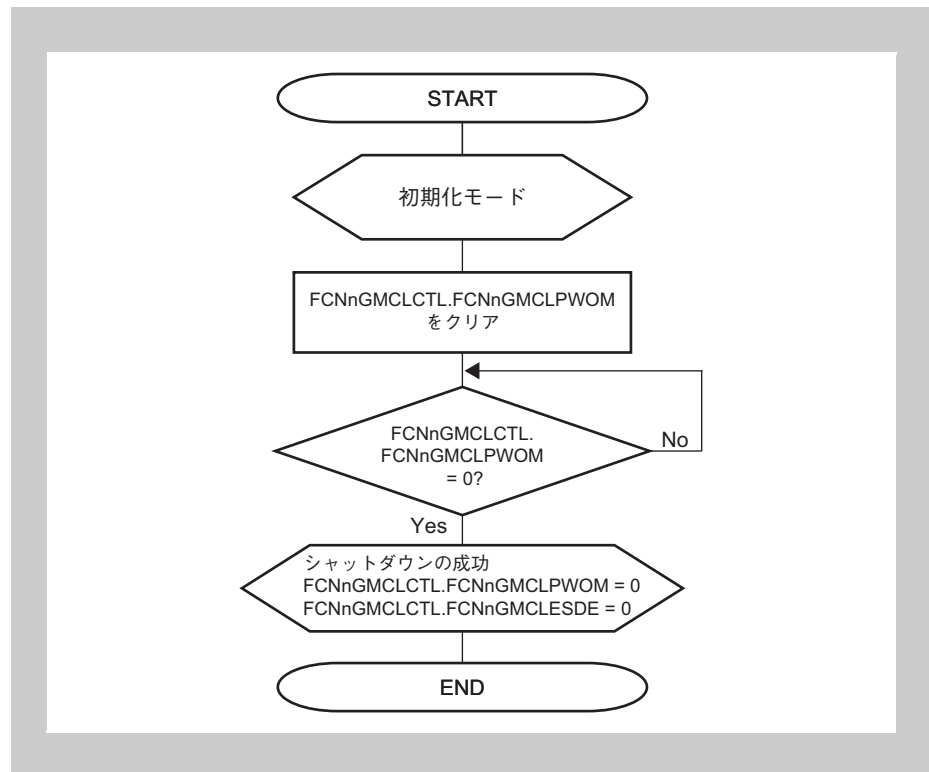 START
初期化モード
FCNnGMCLCTL.FCNnGMCLPWOM
をクリア
FCNnGMCLCTL.
FCNnGMCLPWOM
= 0?
No
Yes
シャットダウンの成功
FCNnGMCLCTL.FCNnGMCLPWOM = 0
FCNnGMCLCTL.FCNnGMCLESDE = 0
END